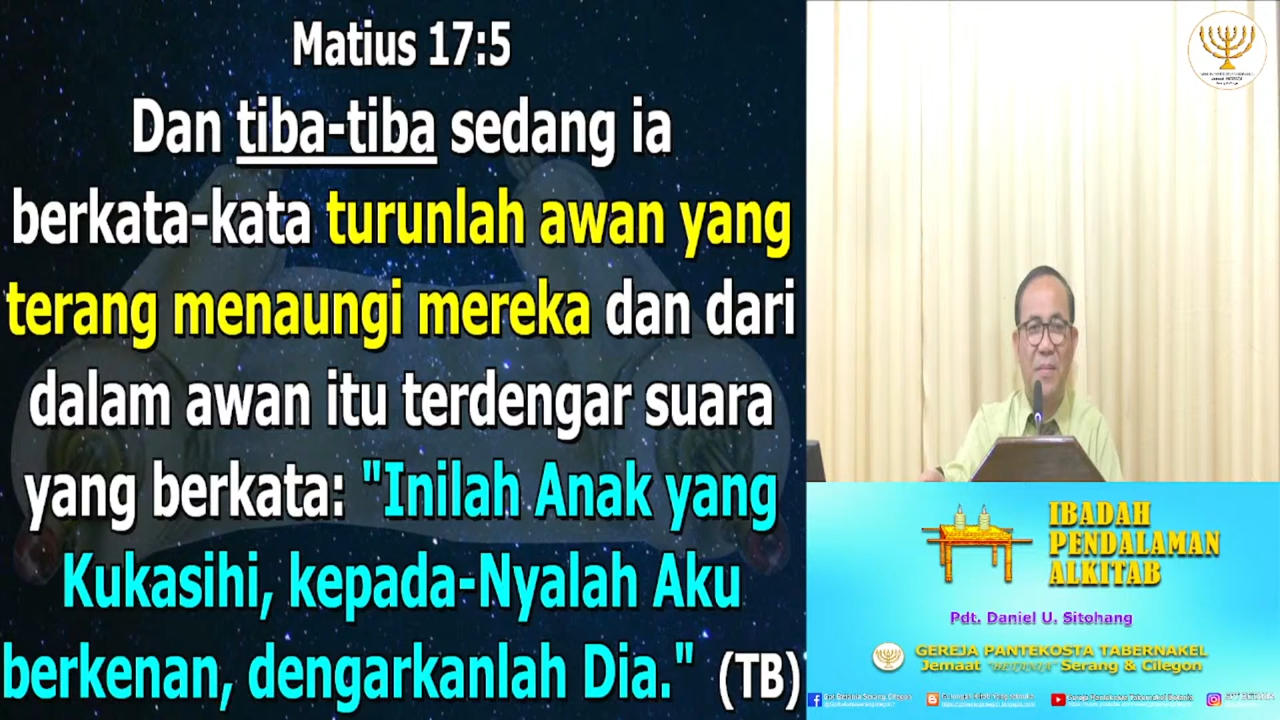 Matius 17:5
Dan tiba-tiba sedang ia
berkata-kata turunlah awan yang
terang menaungi mereka dan dari
dalam awan itu terdengar suara
yang berkata: "Inilah Anak yang
Kukasihi, kepada-Nyalah Aku
berkenan, dengarkanlah Dia." (TB)
IBADAH
PENDALAMAN
ALKITAB
Pdt. Daniel U. Sitohang
GEREJA PANTEKOSTA TABERNAKEL
Jemaat "BETANIA" Serang & Cilegon